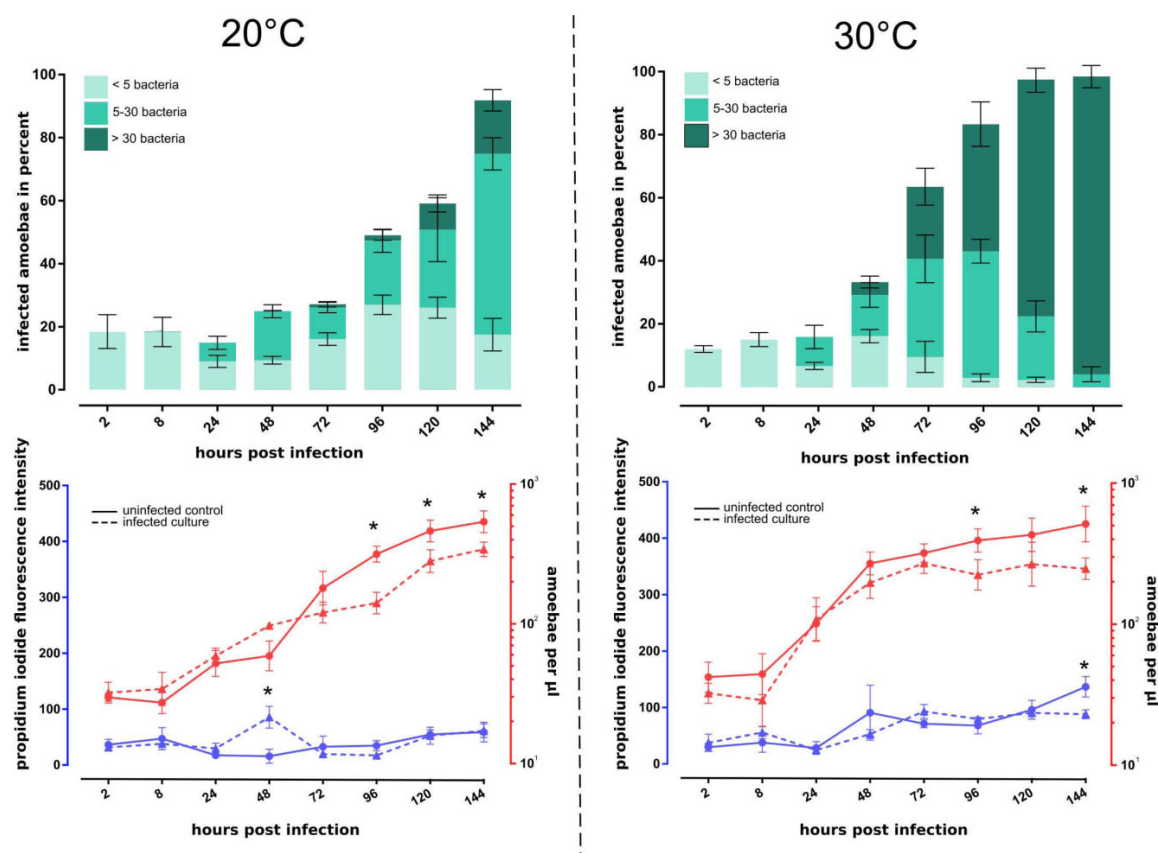 20°C
100
80
60
40
20
0
infected amoebae in percent
< 5 bacteria
5-30 bacteria
> 30 bacteria
2 8 24 48 72 96 120 144
hours post infection
500
400
300
200
100
0
propidium iodide fluorescence intensity
uninfected control
infected culture
*
*
*
*
10³
10²
10¹
amoebae per µl
2 8 24 48 72 96 120 144
hours post infection
30°C
100
80
60
40
20
0
infected amoebae in percent
< 5 bacteria
5-30 bacteria
> 30 bacteria
2 8 24 48 72 96 120 144
hours post infection
500
400
300
200
100
0
propidium iodide fluorescence intensity
uninfected control
infected culture
*
*
*
10³
10²
10¹
amoebae per µl
2 8 24 48 72 96 120 144
hours post infection